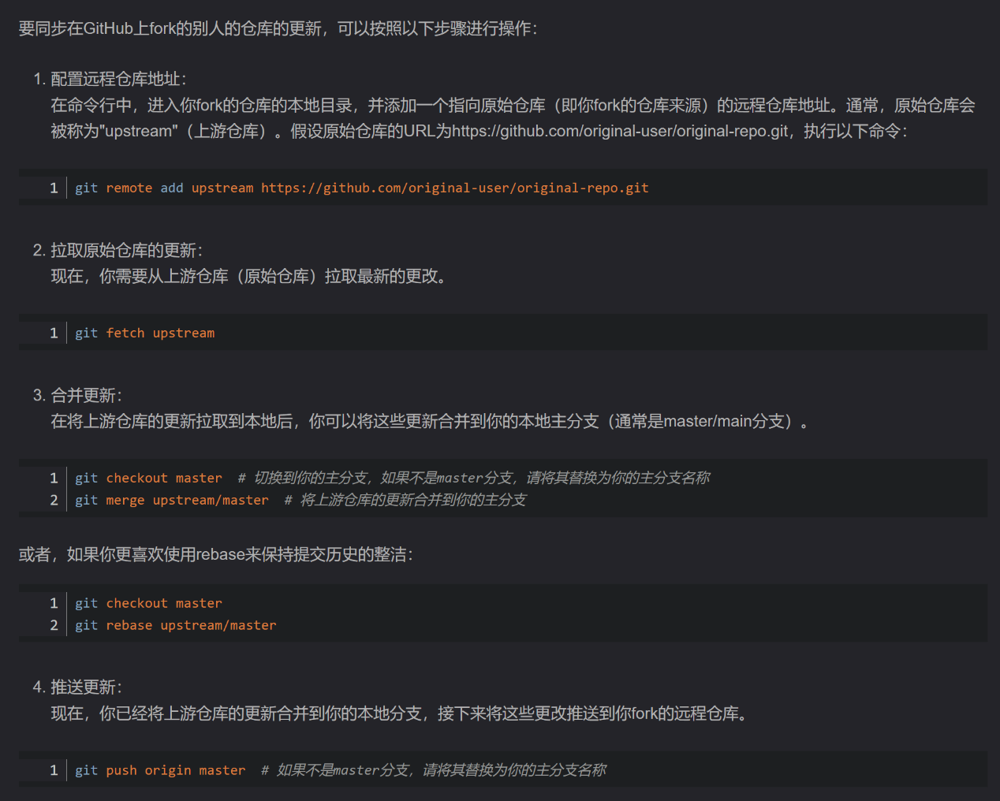 要同步在GitHub上fork的别人的仓库的更新，可以按照以下步骤进行操作：
1. 配置远程仓库地址：
在命令行中，进入你fork的仓库的本地目录，并添加一个指向原始仓库（即你fork的仓库来源）的远程仓库地址。通常，原始仓库会
被称为"upstream"（上游仓库）。假设原始仓库的URL为https://github.com/original-user/original-repo.git，执行以下命令：
1 git remote add upstream https://github.com/original-user/original-repo.git
2. 拉取原始仓库的更新：
现在，你需要从上游仓库（原始仓库）拉取最新的更改。
1 git fetch upstream
3. 合并更新：
在将上游仓库的更新拉取到本地后，你可以将这些更新合并到你的本地主分支（通常是master/main分支）。
1 git checkout master  # 切换到你的主分支，如果不是master分支，请将其替换为你的主分支名称
2 git merge upstream/master  # 将上游仓库的更新合并到你的主分支
或者，如果你更喜欢使用rebase来保持提交历史的整洁：
1 git checkout master
2 git rebase upstream/master
4. 推送更新：
现在，你已经将上游仓库的更新合并到你的本地分支，接下来将这些更改推送到你fork的远程仓库。
1 git push origin master  # 如果不是master分支，请将其替换为你的主分支名称